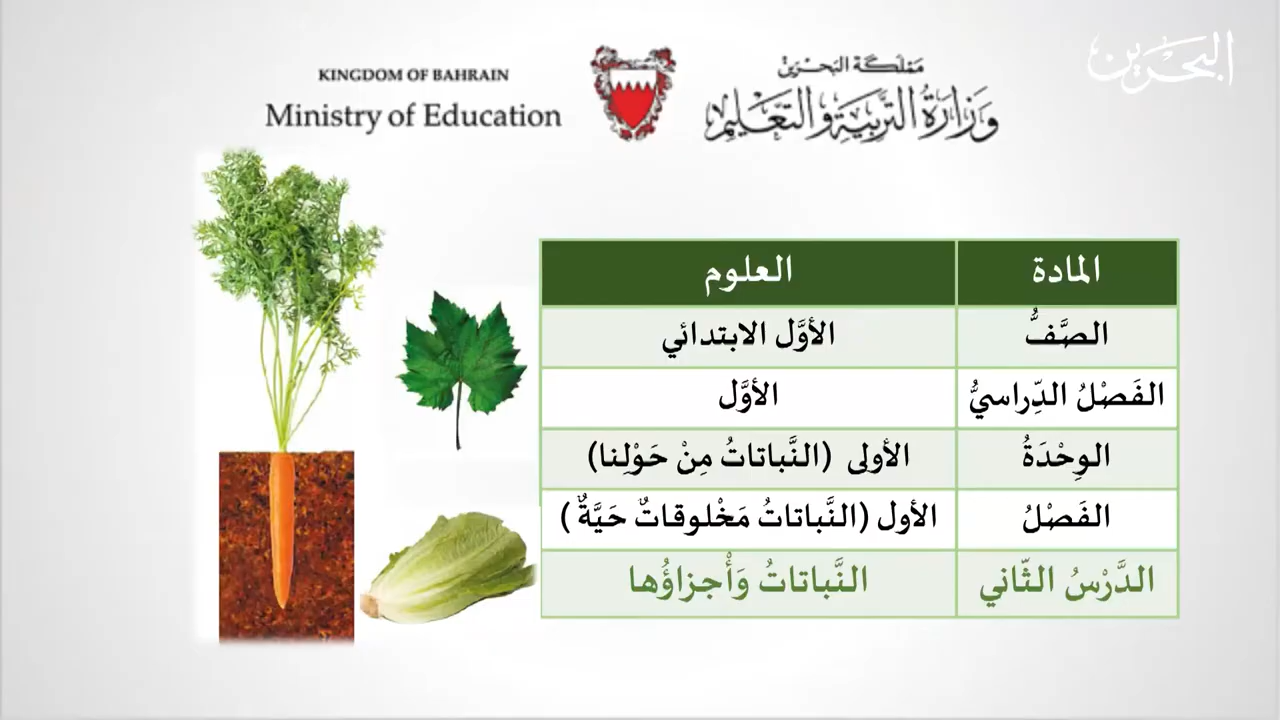 البحرين
KINGDOM OF BAHRAIN
Ministry of Education
مملكة البحرين
وزارة التربية والتعليم
المادة العلوم
الصَّفُّ الأوَّل الابتدائي
الفَصْلُ الدِّراسيُّ الأوَّل
الوِحْدَةُ الأولى (النَّباتاتُ مِنْ حَوْلِنا)
الفَصْلُ الأول (النَّباتاتُ مَخْلوقاتٌ حَيَّةٌ )
الدَّرْسُ الثّاني النَّباتاتُ وَأْجزاؤُها